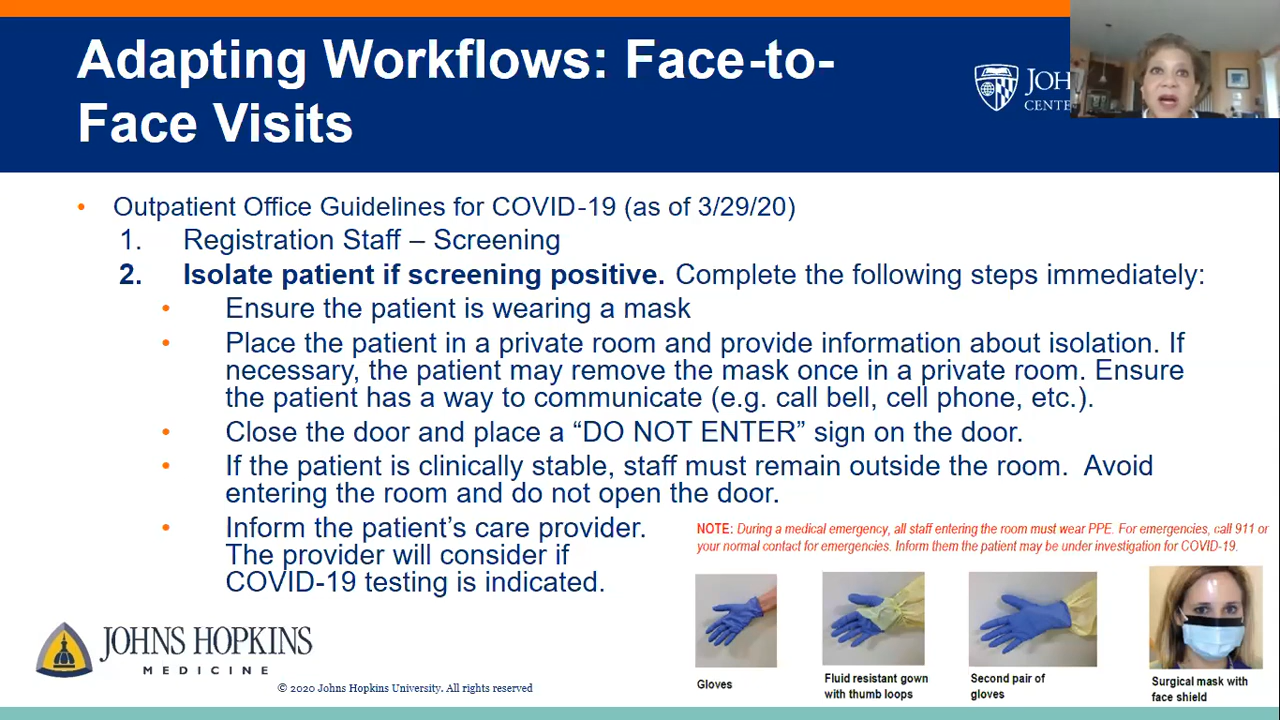 Adapting Workflows: Face-to-
Face Visits
JOH
CENTE
• Outpatient Office Guidelines for COVID-19 (as of 3/29/20)
1. Registration Staff – Screening
2. Isolate patient if screening positive. Complete the following steps immediately:
• Ensure the patient is wearing a mask
• Place the patient in a private room and provide information about isolation. If
necessary, the patient may remove the mask once in a private room. Ensure
the patient has a way to communicate (e.g. call bell, cell phone, etc.).
• Close the door and place a “DO NOT ENTER” sign on the door.
• If the patient is clinically stable, staff must remain outside the room. Avoid
entering the room and do not open the door.
• Inform the patient’s care provider.
The provider will consider if
COVID-19 testing is indicated.
NOTE: During a medical emergency, all staff entering the room must wear PPE. For emergencies, call 911 or
your normal contact for emergencies. Inform them the patient may be under investigation for COVID-19.
Gloves
Fluid resistant gown
with thumb loops
Second pair of
gloves
Surgical mask with
face shield
JOHNS HOPKINS
MEDICINE
© 2020 Johns Hopkins University. All rights reserved